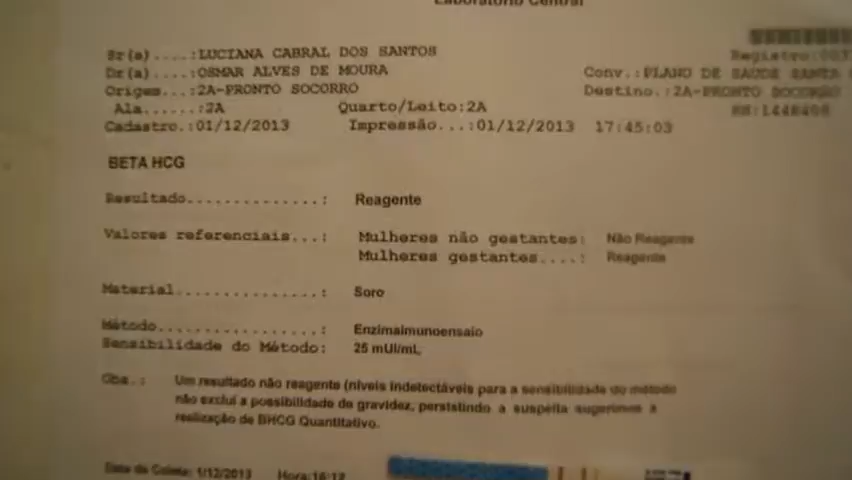 Laboratório Central
Sr(a)....:LUCIANA CABRAL DOS SANTOS
Registro:
Dr(a)....:OSMAR ALVES DE MOURA
Conv.:PLANO DE SAUDE SANTA
Origes...:2A-PRONTO SOCORRO
Destino.:2A-PRONTO SOCORRO
Ala......:2A
Quarto/Leito:2A
Cadastro.:01/12/2013
Impressão...:01/12/2013 17:45:03
BETA HCG
Resultado..............: Reagente
Valores referenciais...: Mulheres não gestantes: Não Reagente
Mulheres gestantes....: Reagente
Material...............: Soro
Método.................: Enzimaimunoensaio
Sensibilidade do Método: 25 mUI/mL
Obs.: Um resultado não reagente (níveis indetectáveis para a sensibilidade do método
não exclui a possibilidade de gravidez, persistindo a suspeita sugerimos a
realização de BHCG Quantitativo.
Data da Coleta: 1/12/2013 Hora:16:12